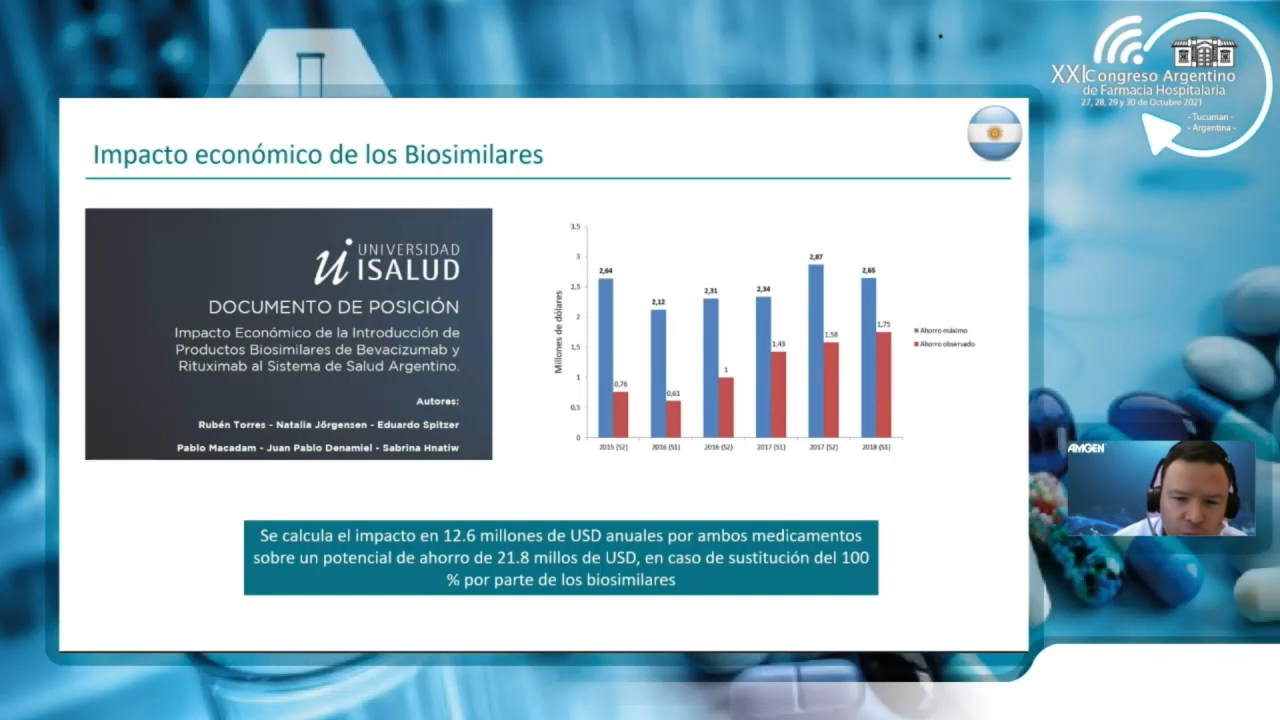 XXI Congreso Argentino
de Farmacia Hospitalaria
27, 28, 29 y 30 de Octubre 2021
- Tucuman -
- Argentina -
Impacto económico de los Biosimilares
UNIVERSIDAD
ISALUD
DOCUMENTO DE POSICIÓN
Impacto Económico de la Introducción de
Productos Biosimilares de Bevacizumab y
Rituximab al Sistema de Salud Argentino.
Autores:
Rubén Torres - Natalia Jörgensen - Eduardo Spitzer
Pablo Macadam - Juan Pablo Denamiel - Sabrina Hnatiw
Millones de dólares
3,5
3
2,5
2
1,5
1
0,5
0
2,64
0,76
2,12
0,61
2,31
1
2,34
1,43
2,87
1,58
2,65
1,75
2015 (S2)
2016 (S1)
2016 (S2)
2017 (S1)
2017 (S2)
2018 (S1)
Ahorro máximo
Ahorro observado
AMGEN
Se calcula el impacto en 12.6 millones de USD anuales por ambos medicamentos
sobre un potencial de ahorro de 21.8 millos de USD, en caso de sustitución del 100
% por parte de los biosimilares